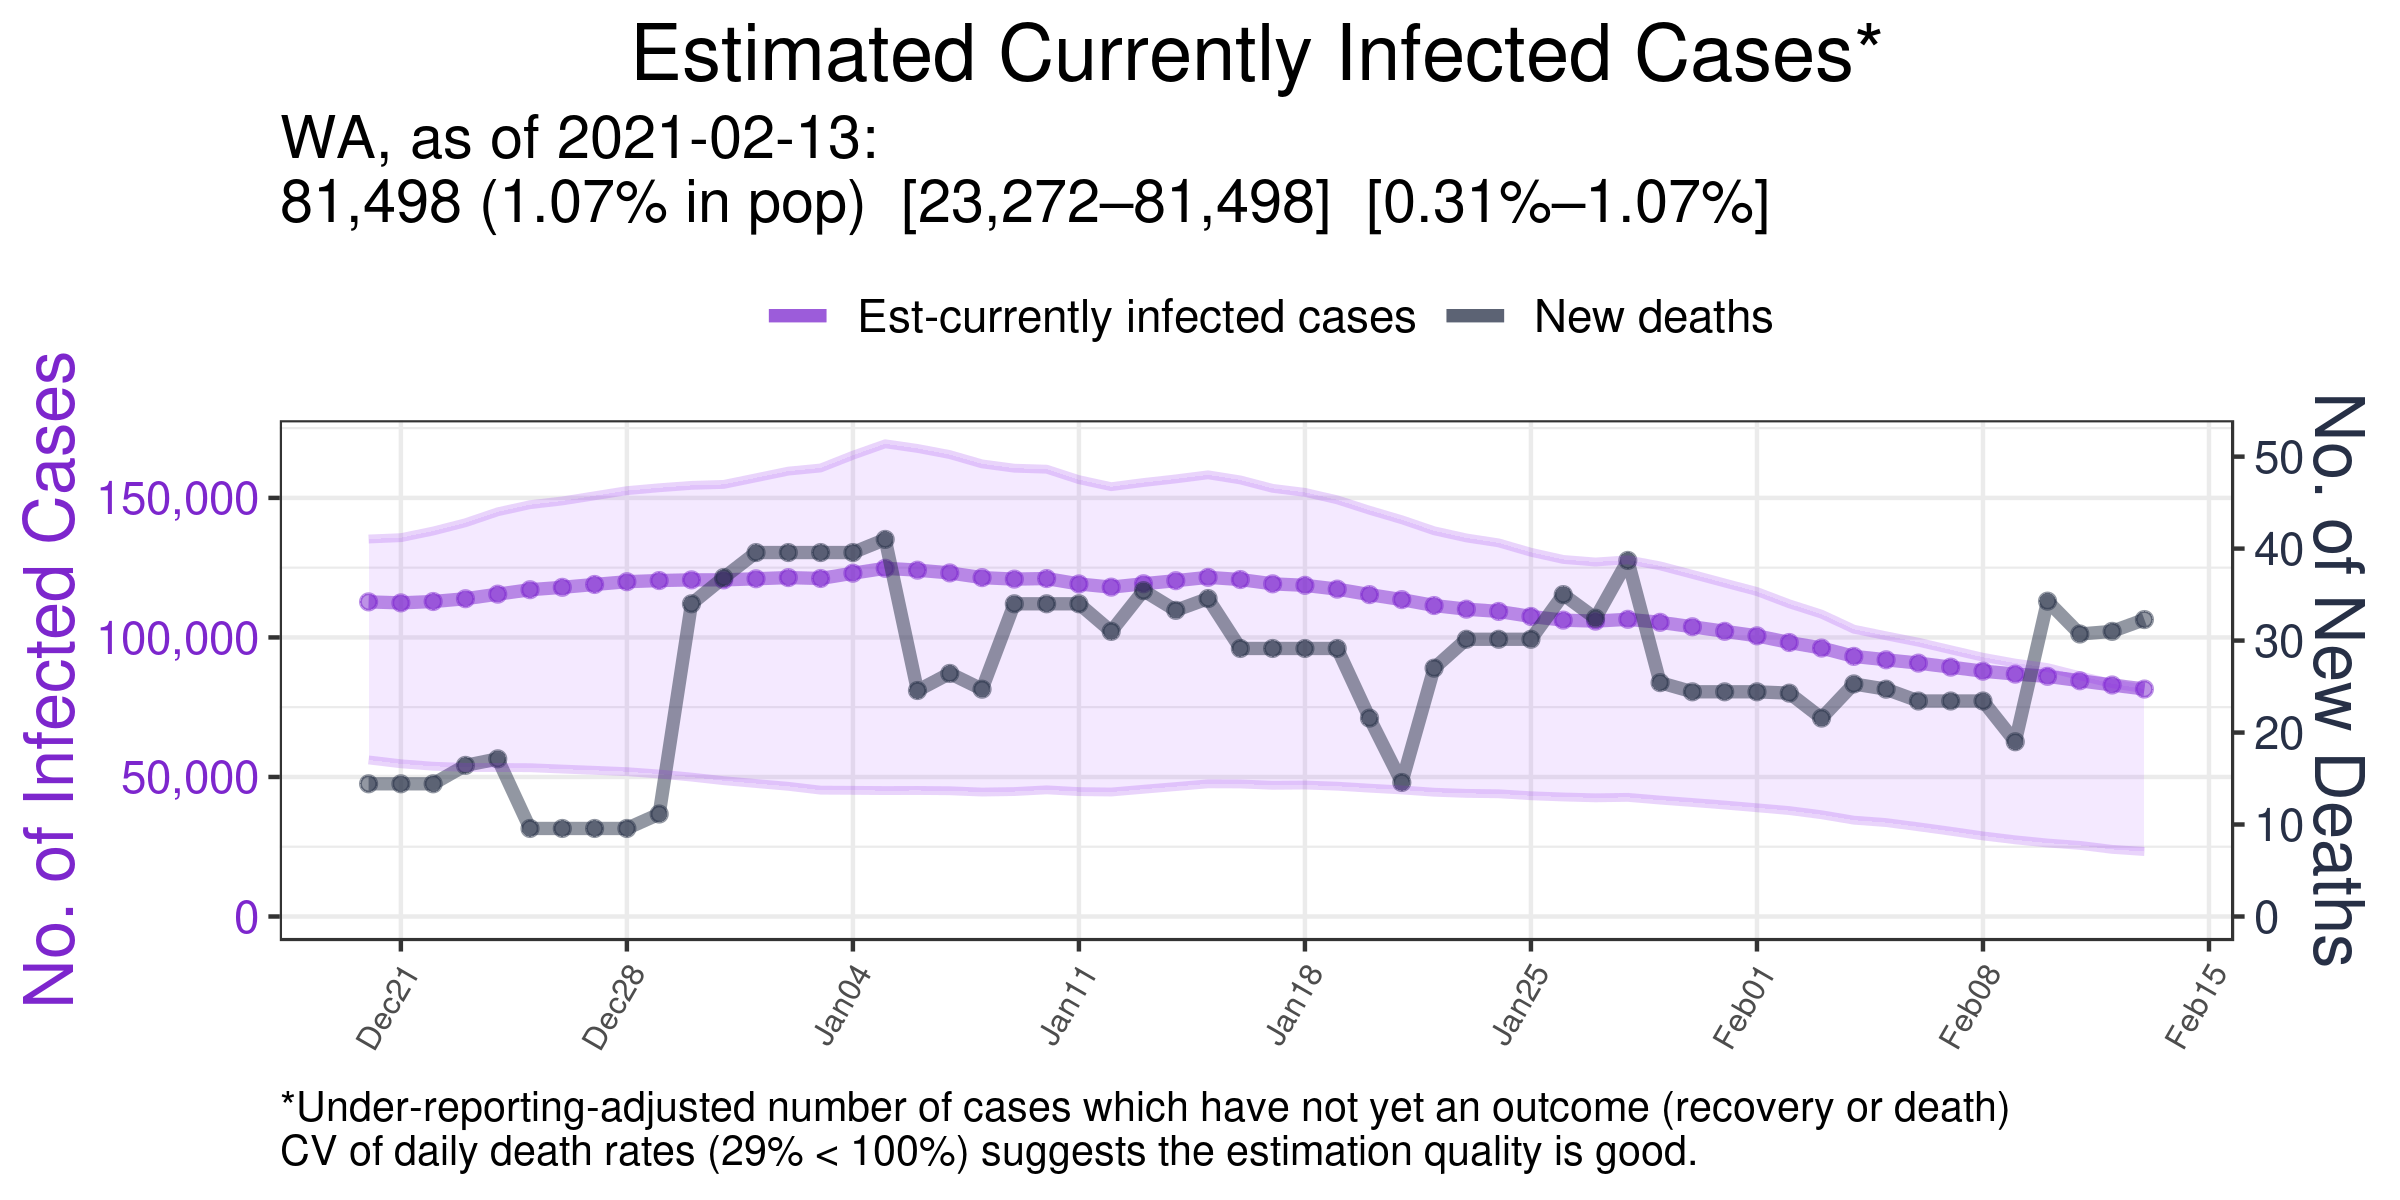 Estimated Currently Infected Cases*
WA, as of 2021-02-13:
81,498 (1.07% in pop) [23,272–81,498] [0.31%–1.07%]
Est-currently infected cases
New deaths
No. of Infected Cases
150,000
100,000
50,000
0
50
40
30
20
10
0
No. of New Deaths
Dec21
Dec28
Jan04
Jan11
Jan18
Jan25
Feb01
Feb08
Feb15
*Under-reporting-adjusted number of cases which have not yet an outcome (recovery or death)
CV of daily death rates (29% < 100%) suggests the estimation quality is good.